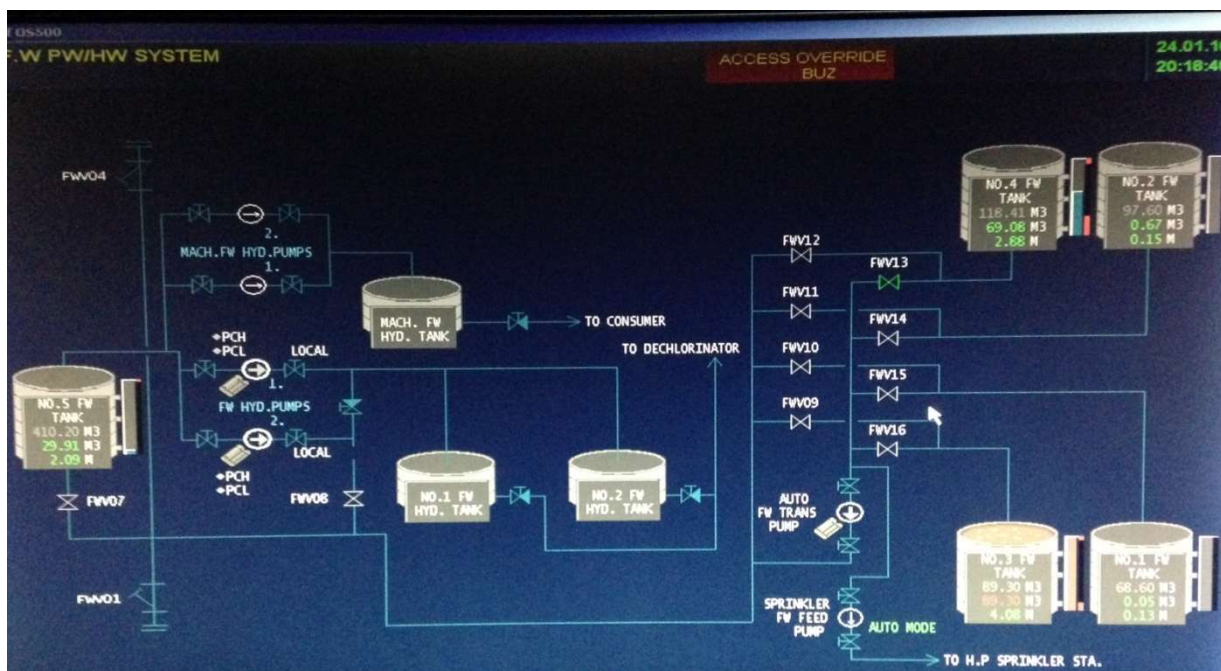 F.W PW/HW SYSTEM
ACCESS OVERRIDE
BUZ
24.01.1
20:18:4
FWV04
2.
MACH.FW HYD.PUMPS
1.
MACH. FW
HYD. TANK
TO CONSUMER
TO DECHLORINATOR
PCH
PCL
LOCAL
1.
FW HYD.PUMPS
2.
LOCAL
PCH
PCL
NO.5 FW
TANK
410.20 M3
29.91 M3
2.09 M
FWV07
FWV08
FWV01
NO.1 FW
HYD. TANK
NO.2 FW
HYD. TANK
NO.4 FW
TANK
118.41 M3
69.08 M3
2.88 M
NO.2 FW
TANK
97.60 M3
0.67 M3
0.15 M
FWV12
FWV13
FWV11
FWV14
FWV10
FWV15
FWV09
FWV16
AUTO
FW TRANS
PUMP
SPRINKLER
FW FEED
PUMP
AUTO MODE
TO H.P SPRINKLER STA.
NO.3 FW
TANK
89.30 M3
89.30 M3
4.08 M
NO.1 FW
TANK
68.60 M3
0.05 M3
0.13 M